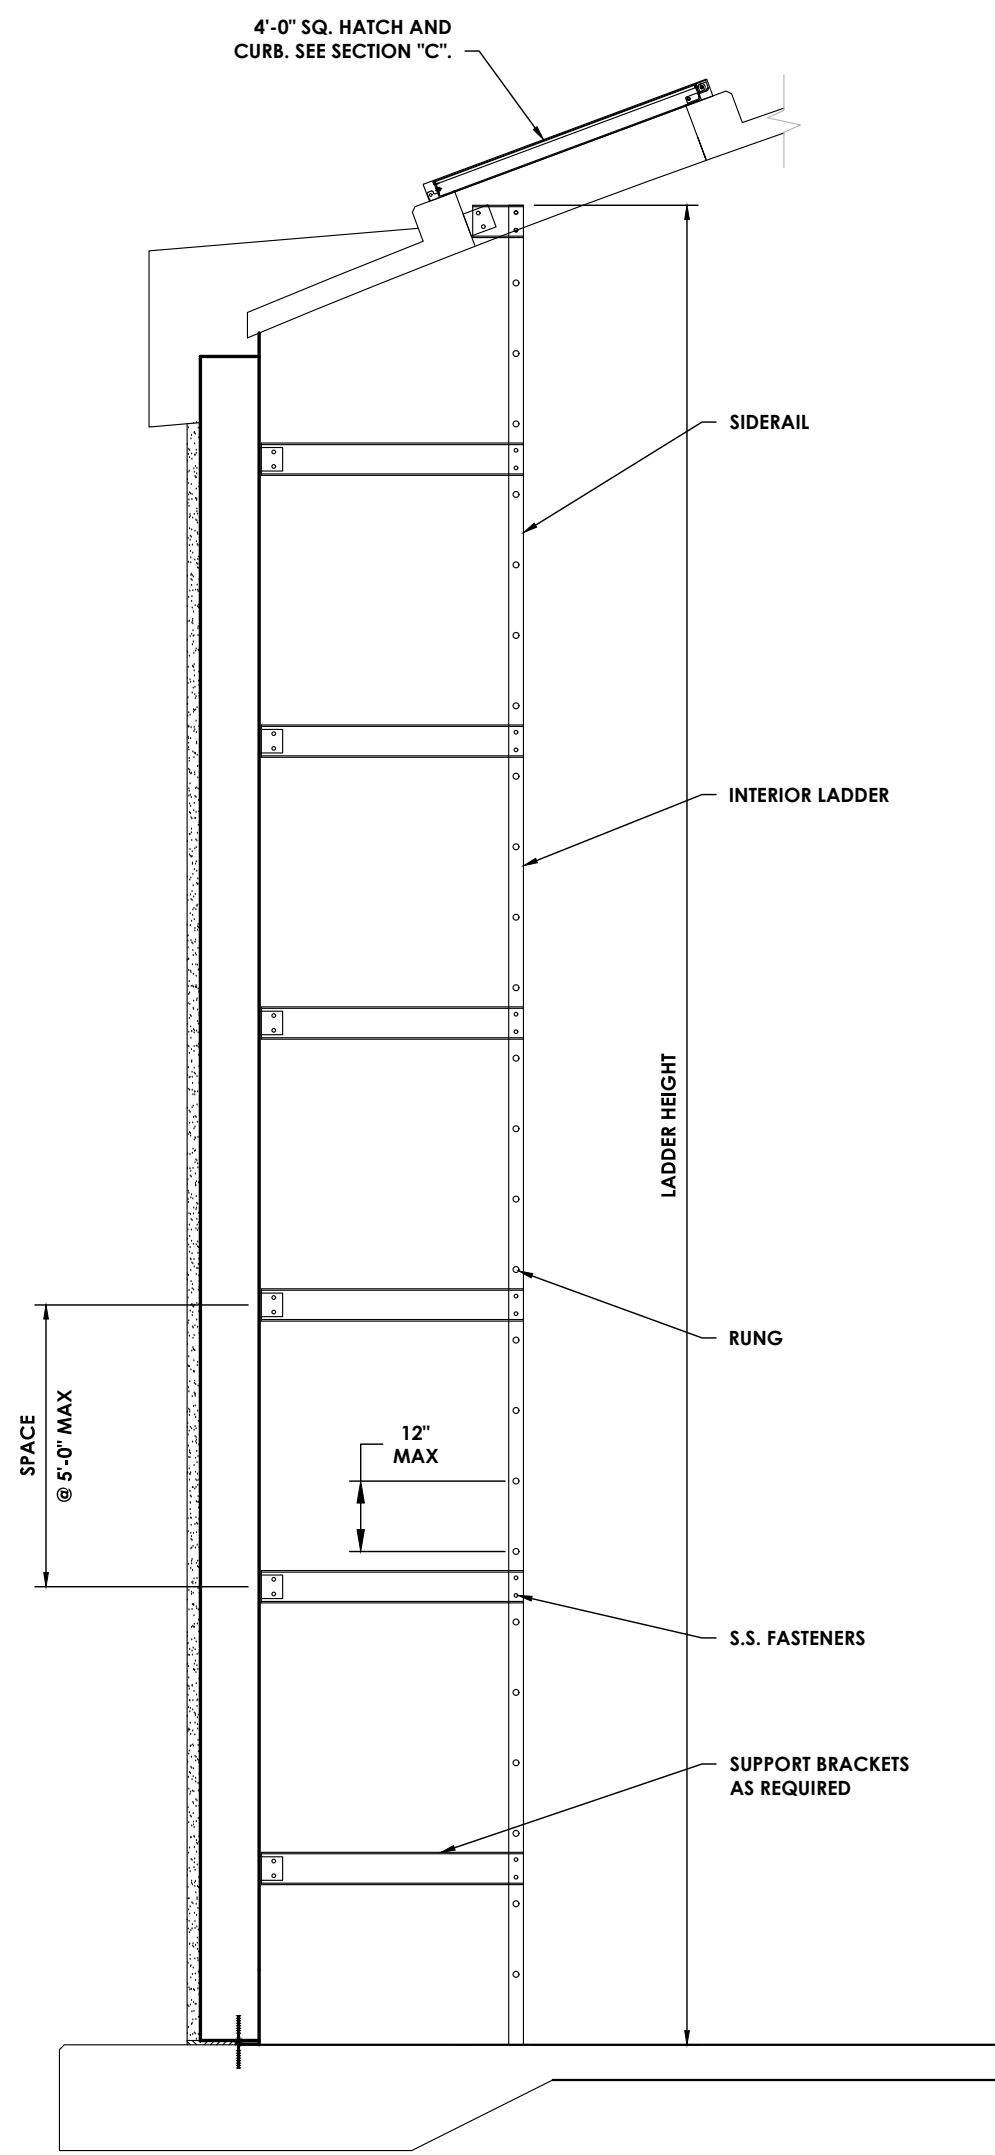 4'-0" SQ. HATCH AND
CURB. SEE SECTION "C".
SIDERAIL
INTERIOR LADDER
LADDER HEIGHT
RUNG
SPACE
@ 5'-0" MAX
12"
MAX
S.S. FASTENERS
SUPPORT BRACKETS
AS REQUIRED